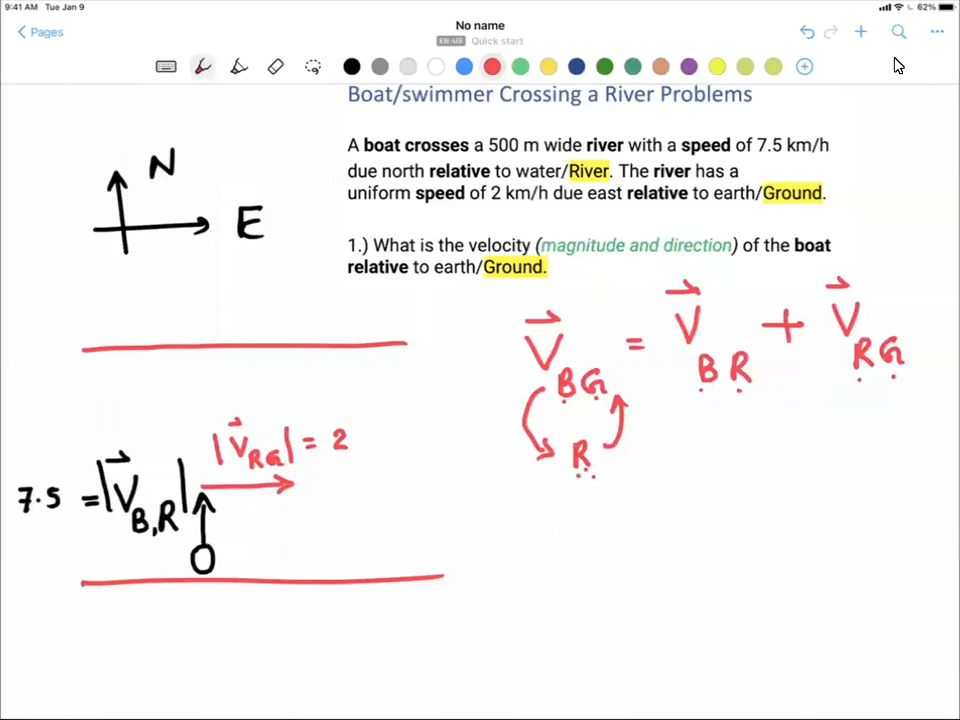 9:41 AM Tue Jan 9
62%
Pages
No name
EN-US Quick start
Boat/swimmer Crossing a River Problems
A boat crosses a 500 m wide river with a speed of 7.5 km/h
due north relative to water/River. The river has a
uniform speed of 2 km/h due east relative to earth/Ground.
1.) What is the velocity (magnitude and direction) of the boat
relative to earth/Ground.
N
E
V BG = V BR + V RG
R
|V RG| = 2
7.5 = |V B,R|